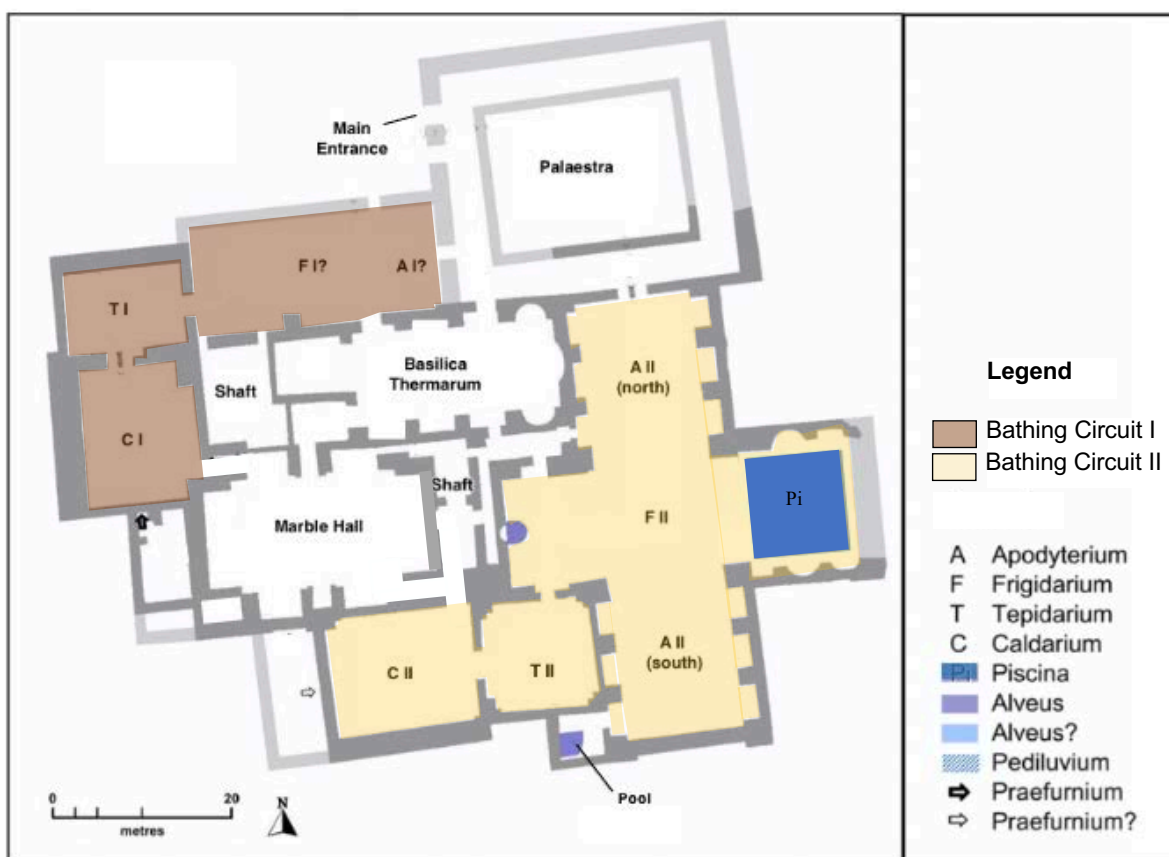 Main
Entrance
Palaestra
F I?
A I?
T I
Basilica
Thermarum
A II
(north)
Shaft
C I
Shaft
Pi
F II
Marble Hall
A II
(south)
C II
T II
Pool
0
20
metres
N
Legend
Bathing Circuit I
Bathing Circuit II
A Apodyterium
F Frigidarium
T Tepidarium
C Caldarium
Pi Piscina
Alveus
Alveus?
Pediluvium
Praefurnium
Praefurnium?